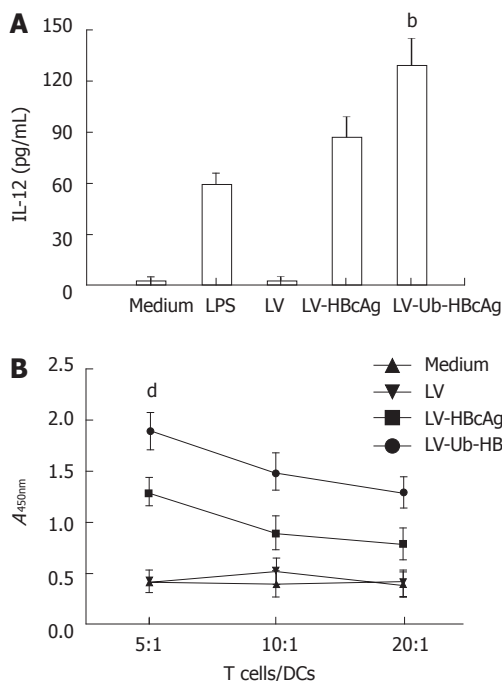 A
b
150
120
90
60
30
0
IL-12 (pg/mL)
Medium LPS LV LV-HBcAg LV-Ub-HBcAg
B
d
2.5
2.0
1.5
1.0
0.5
0.0
A450nm
Medium
LV
LV-HBcAg
LV-Ub-HB
5:1 10:1 20:1
T cells/DCs